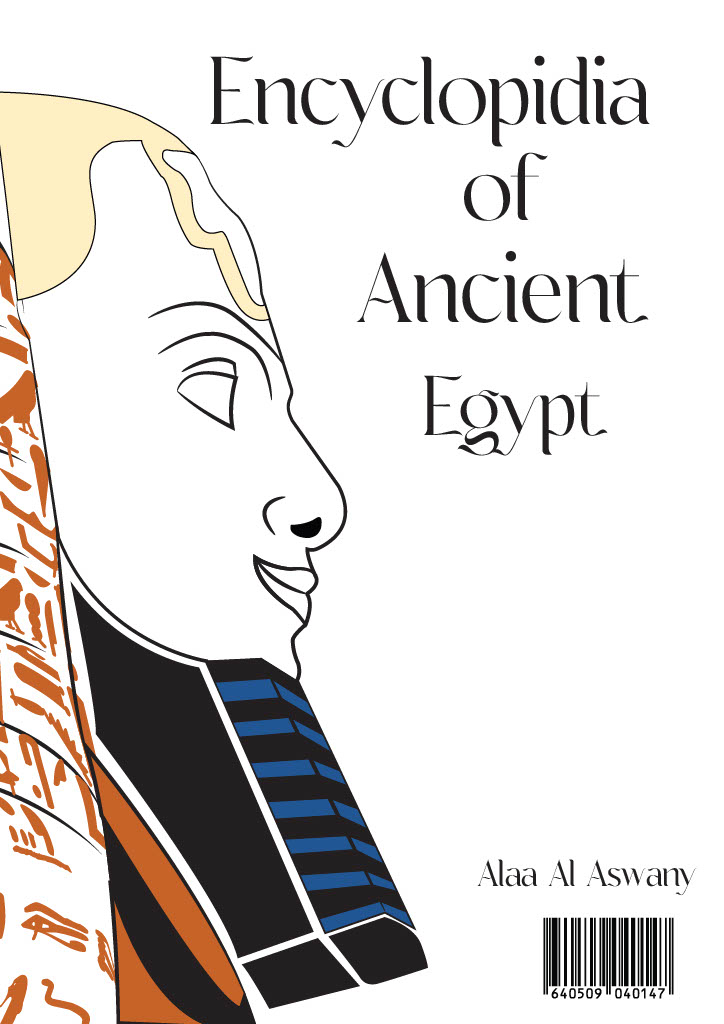 Encyclopidia
of
Ancient
Egypt
Alaa Al Aswany
640509 040147